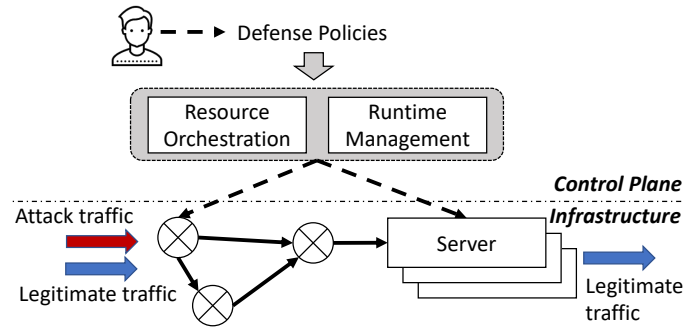 Defense Policies
Resource
Orchestration
Runtime
Management
Control Plane
Infrastructure
Attack traffic
Legitimate traffic
Server
Legitimate
traffic